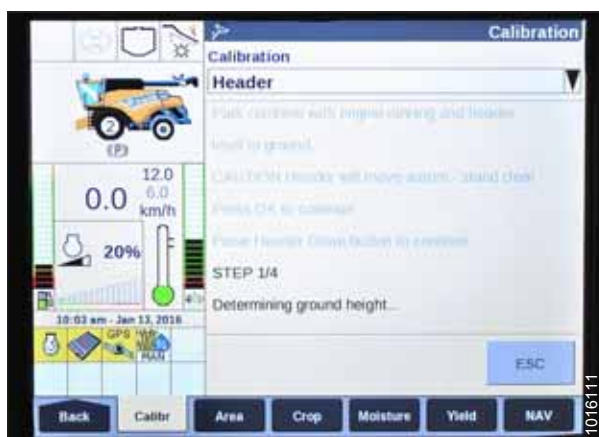 Calibration
Calibration
Header
Park combine with engine running and header
level to ground.
CAUTION Header will move autom.- stand clear
Press OK to continue
Press Header Down button to continue
STEP 1/4
Determining ground height...
ESC
2
(P)
12.0
0.0
6.0
km/h
20%
10:03 am - Jan 13, 2016
GPS
MAN
Back
Calibr
Area
Crop
Moisture
Yield
NAV
1016111